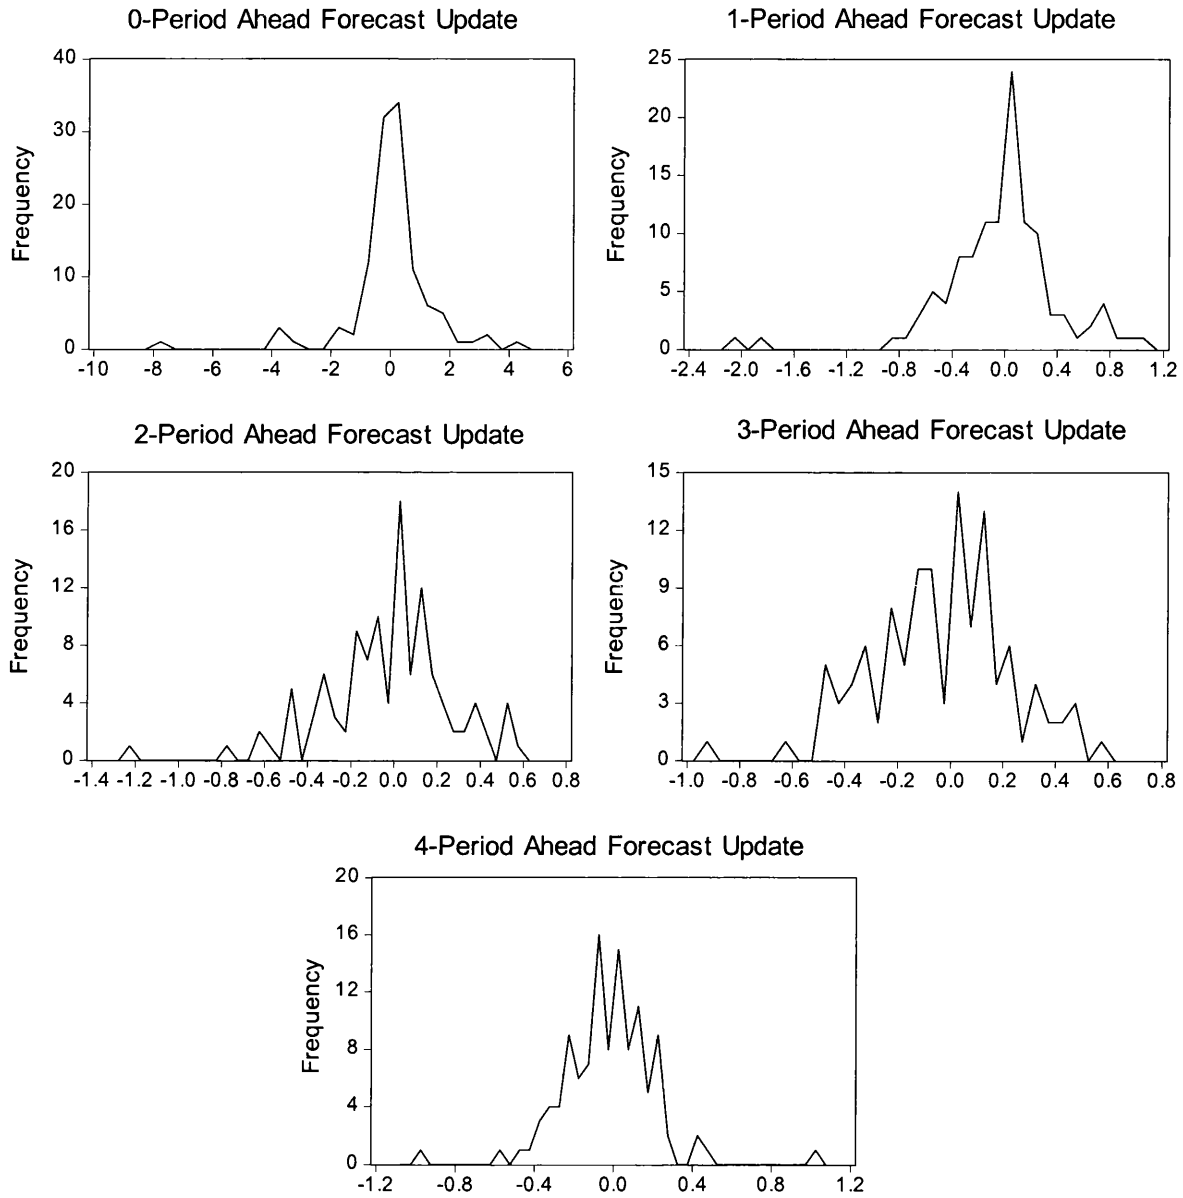 0-Period Ahead Forecast Update
40
30
20
10
0
Frequency
-10 -8 -6 -4 -2 0 2 4 6
1-Period Ahead Forecast Update
25
20
15
10
5
0
Frequency
-2.4 -2.0 -1.6 -1.2 -0.8 -0.4 0.0 0.4 0.8 1.2
2-Period Ahead Forecast Update
20
16
12
8
4
0
Frequency
-1.4 -1.2 -1.0 -0.8 -0.6 -0.4 -0.2 0.0 0.2 0.4 0.6 0.8
3-Period Ahead Forecast Update
15
12
9
6
3
0
Frequency
-1.0 -0.8 -0.6 -0.4 -0.2 0.0 0.2 0.4 0.6 0.8
4-Period Ahead Forecast Update
20
16
12
8
4
0
Frequency
-1.2 -0.8 -0.4 0.0 0.4 0.8 1.2